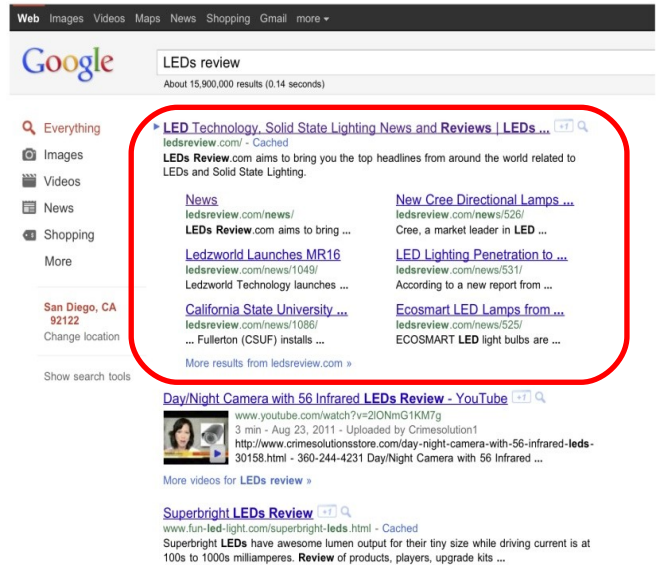 Web Images Videos Maps News Shopping Gmail more
Google
LEDs review
About 15,900,000 results (0.14 seconds)
Everything
Images
Videos
News
Shopping
More
San Diego, CA
92122
Change location
Show search tools
LED Technology, Solid State Lighting News and Reviews | LEDs ... +1
ledsreview.com/ - Cached
LEDs Review.com aims to bring you the top headlines from around the world related to
LEDs and Solid State Lighting.
News
ledsreview.com/news/
LEDs Review.com aims to bring ...
New Cree Directional Lamps ...
ledsreview.com/news/526/
Cree, a market leader in LED ...
Ledzworld Launches MR16
ledsreview.com/news/1049/
Ledzworld Technology launches ...
LED Lighting Penetration to ...
ledsreview.com/news/531/
According to a new report from ...
California State University ...
ledsreview.com/news/1086/
... Fullerton (CSUF) installs ...
Ecosmart LED Lamps from ...
ledsreview.com/news/525/
ECOSMART LED light bulbs are ...
More results from ledsreview.com »
Day/Night Camera with 56 Infrared LEDs Review - YouTube +1
www.youtube.com/watch?v=2lONmG1KM7g
3 min - Aug 23, 2011 - Uploaded by Crimesolution1
http://www.crimesolutionsstore.com/day-night-camera-with-56-infrared-leds-
30158.html - 360-244-4231 Day/Night Camera with 56 Infrared ...
More videos for LEDs review »
Superbright LEDs Review +1
www.fun-led-light.com/superbright-leds.html - Cached
Superbright LEDs have awesome lumen output for their tiny size while driving current is at
100s to 1000s milliamperes. Review of products, players, upgrade kits ...